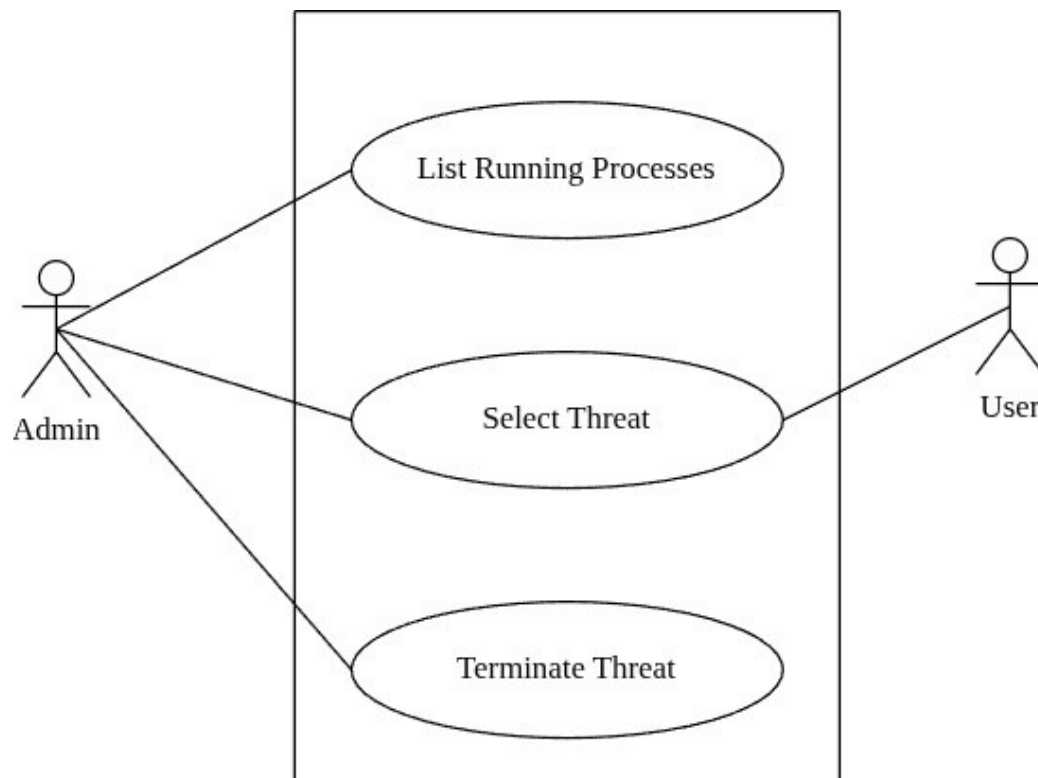 List Running Processes
Admin
Select Threat
User
Terminate Threat